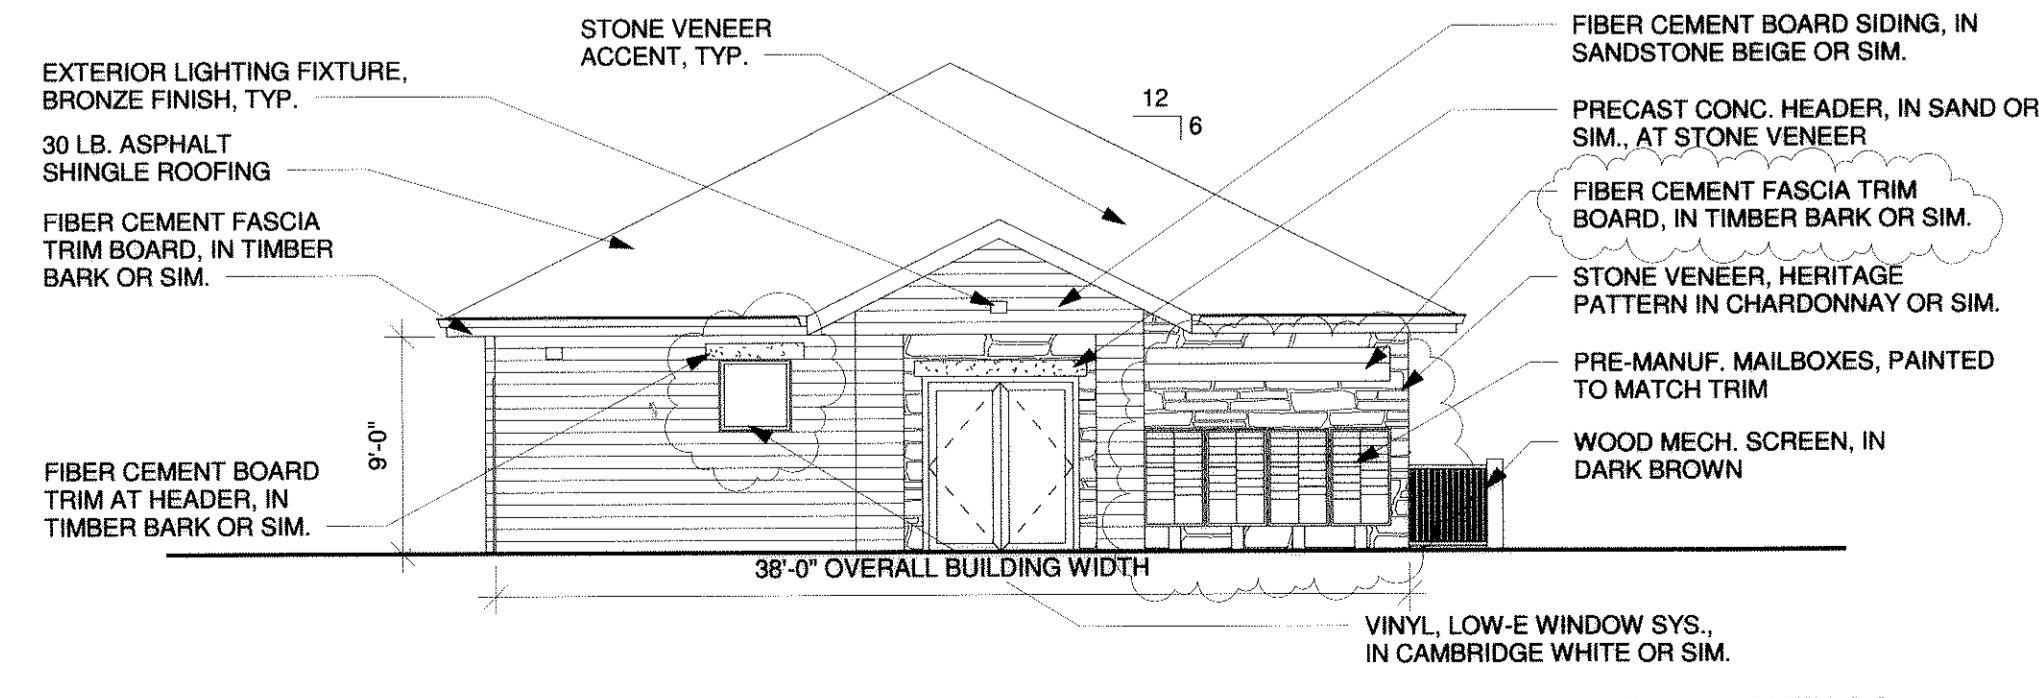 STONE VENEER
ACCENT, TYP.
EXTERIOR LIGHTING FIXTURE,
BRONZE FINISH, TYP.
30 LB. ASPHALT
SHINGLE ROOFING
FIBER CEMENT FASCIA
TRIM BOARD, IN TIMBER
BARK OR SIM.
9'-0"
FIBER CEMENT BOARD
TRIM AT HEADER, IN
TIMBER BARK OR SIM.
12
6
FIBER CEMENT BOARD SIDING, IN
SANDSTONE BEIGE OR SIM.
PRECAST CONC. HEADER, IN SAND OR
SIM., AT STONE VENEER
FIBER CEMENT FASCIA TRIM
BOARD, IN TIMBER BARK OR SIM.
STONE VENEER, HERITAGE
PATTERN IN CHARDONNAY OR SIM.
PRE-MANUF. MAILBOXES, PAINTED
TO MATCH TRIM
WOOD MECH. SCREEN, IN
DARK BROWN
38'-0" OVERALL BUILDING WIDTH
VINYL, LOW-E WINDOW SYS.,
IN CAMBRIDGE WHITE OR SIM.